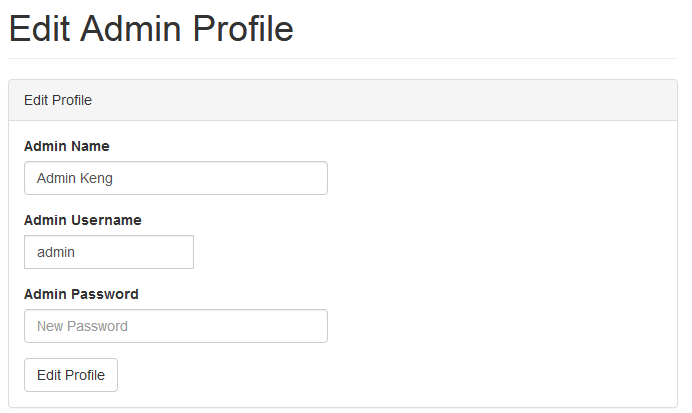 Edit Admin Profile
Edit Profile
Admin Name
Admin Keng
Admin Username
admin
Admin Password
New Password
Edit Profile